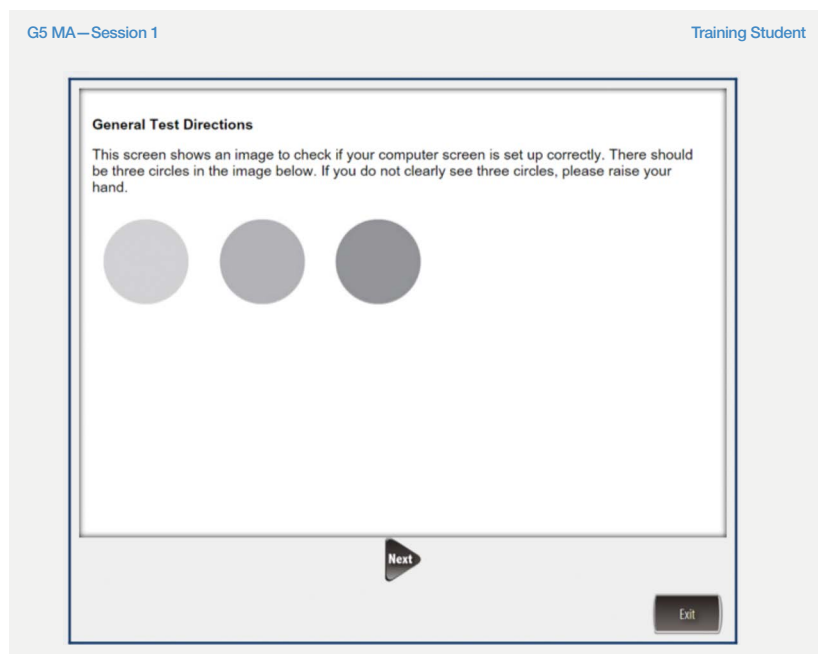 G5 MA—Session 1
Training Student
General Test Directions
This screen shows an image to check if your computer screen is set up correctly. There should
be three circles in the image below. If you do not clearly see three circles, please raise your
hand.
Next
Exit